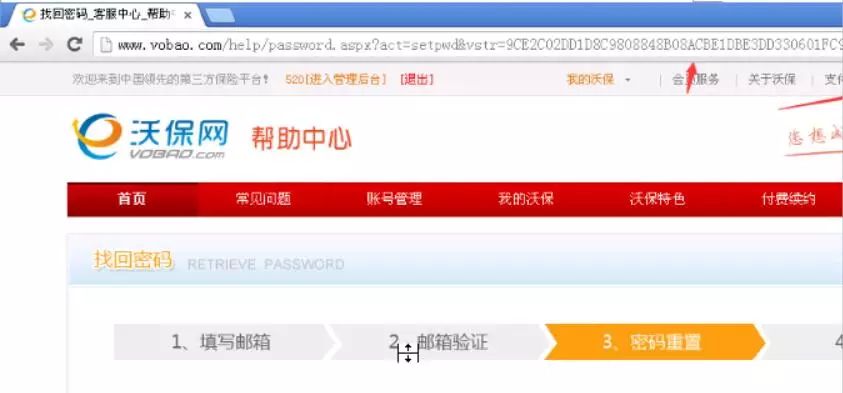 找回密码_客服中心_帮助
www.vobao.com/help/password.aspx?act=setpwd&vstr=9CE2C02DD1D8C9808848B08ACBE1DBE3DD330601FC9
欢迎来到中国领先的第三方保险平台! 520[进入管理后台] [退出] 我的沃保 会员服务 关于沃保
沃保网 帮助中心
VOBAO.com
您想
首页 常见问题 账号管理 我的沃保 沃保特色 付费续约
找回密码 RETRIEVE PASSWORD
1、填写邮箱 2、邮箱验证 3、密码重置 4